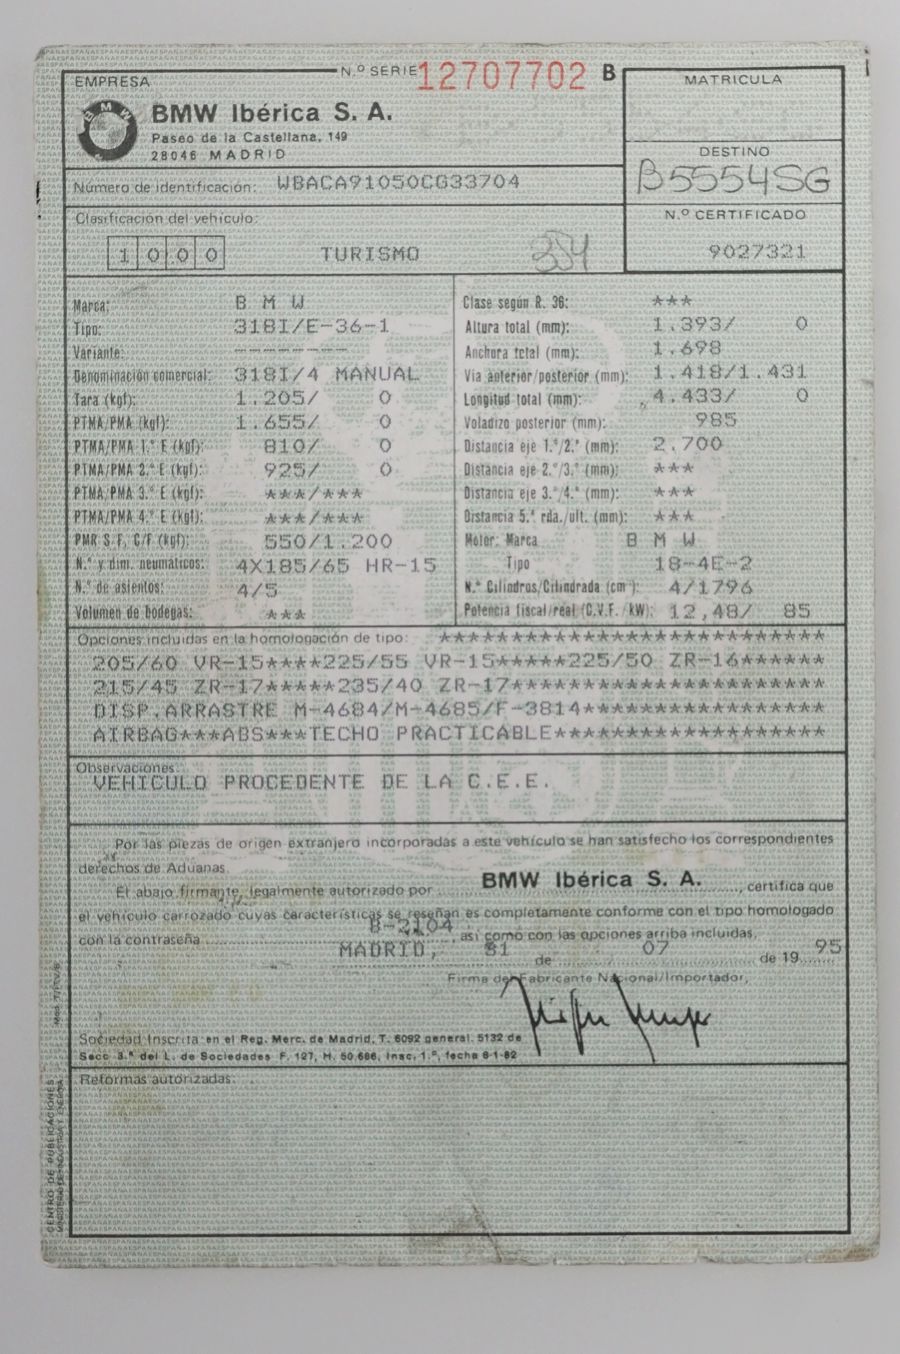 EMPRESA
N.º SERIE 12707702 B
MATRICULA
BMW
BMW Ibérica S. A.
Paseo de la Castellana, 149
28046 MADRID
DESTINO
B5554SG
Número de identificación: WBACA91050CG33704
Clasificación del vehículo:
N.º CERTIFICADO
1 0 0 0 TURISMO 354
9027321
Marca: B M W
Tipo: 318I/E-36-1
Variante: --------
Denominación comercial: 318I/4 MANUAL
Tara (kgf): 1.205/ 0
PTMA/PMA (kgf): 1.655/ 0
PTMA/PMA 1.º E (kgf): 810/ 0
PTMA/PMA 2.º E (kgf): 925/ 0
PTMA/PMA 3.º E (kgf): ***/***
PTMA/PMA 4.º E (kgf): ***/***
PMR S.F. C/F (kgf): 550/1.200
N.º y dim. neumáticos: 4X185/65 HR-15
N.º de asientos: 4/5
Volumen de bodegas: ***
Clase según R. 36: ***
Altura total (mm): 1.393/ 0
Anchura total (mm): 1.698
Vía anterior/posterior (mm): 1.418/1.431
Longitud total (mm): 4.433/ 0
Voladizo posterior (mm): 985
Distancia eje 1.º/2.º (mm): 2.700
Distancia eje 2.º/3.º (mm): ***
Distancia eje 3.º/4.º (mm): ***
Distancia 5.ª rda./ult. (mm): ***
Motor: Marca B M W
Tipo 18-4E-2
N.º Cilindros/Cilindrada (cm³): 4/1796
Potencia fiscal/real (C.V.F./kW): 12,48/ 85
Opciones incluidas en la homologación de tipo: ***************************
205/60 VR-15****225/55 VR-15*****225/50 ZR-16******
215/45 ZR-17*****235/40 ZR-17**********************
DISP.ARRASTRE M-4684/M-4685/F-3814*****************
AIRBAG***ABS***TECHO PRACTICABLE*******************
Observaciones:
VEHICULO PROCEDENTE DE LA C.E.E.
Por las piezas de origen extranjero incorporadas a este vehículo se han satisfecho los correspondientes
derechos de Aduanas.
El abajo firmante, legalmente autorizado por BMW Ibérica S. A., certifica que
el vehículo carrozado cuyas características se reseñan es completamente conforme con el tipo homologado
con la contraseña B-2104, así como con las opciones arriba incluidas.
MADRID, 31 de 07 de 19 95
Firma del Fabricante Nacional/Importador,
Sociedad Inscrita en el Reg. Merc. de Madrid, T. 6092 general. 5132 de
Secc 3.ª del L. de Sociedades F. 127, H. 50.686, Insc. 1.ª, fecha 8-1-82
Reformas autorizadas:
CENTRO DE PUBLICACIONES
MINISTERIO DE INDUSTRIA Y ENERGIA